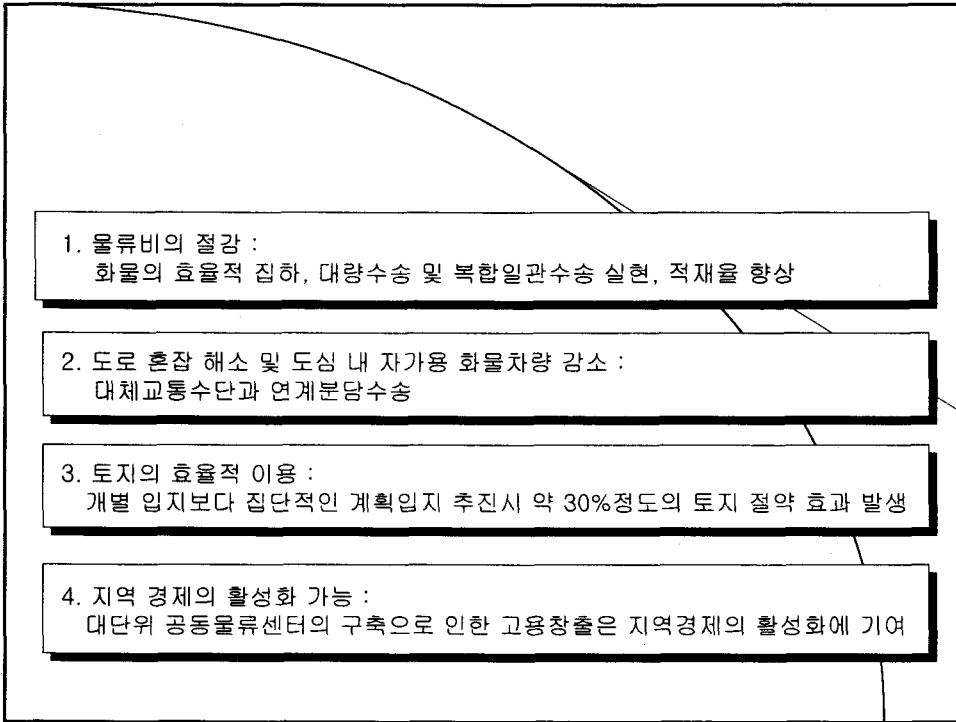 1. 물류비의 절감 :
화물의 효율적 집하, 대량수송 및 복합일관수송 실현, 적재율 향상
2. 도로 혼잡 해소 및 도심 내 자가용 화물차량 감소 :
대체교통수단과 연계분담수송
3. 토지의 효율적 이용 :
개별 입지보다 집단적인 계획입지 추진시 약 30%정도의 토지 절약 효과 발생
4. 지역 경제의 활성화 가능 :
대단위 공동물류센터의 구축으로 인한 고용창출은 지역경제의 활성화에 기여